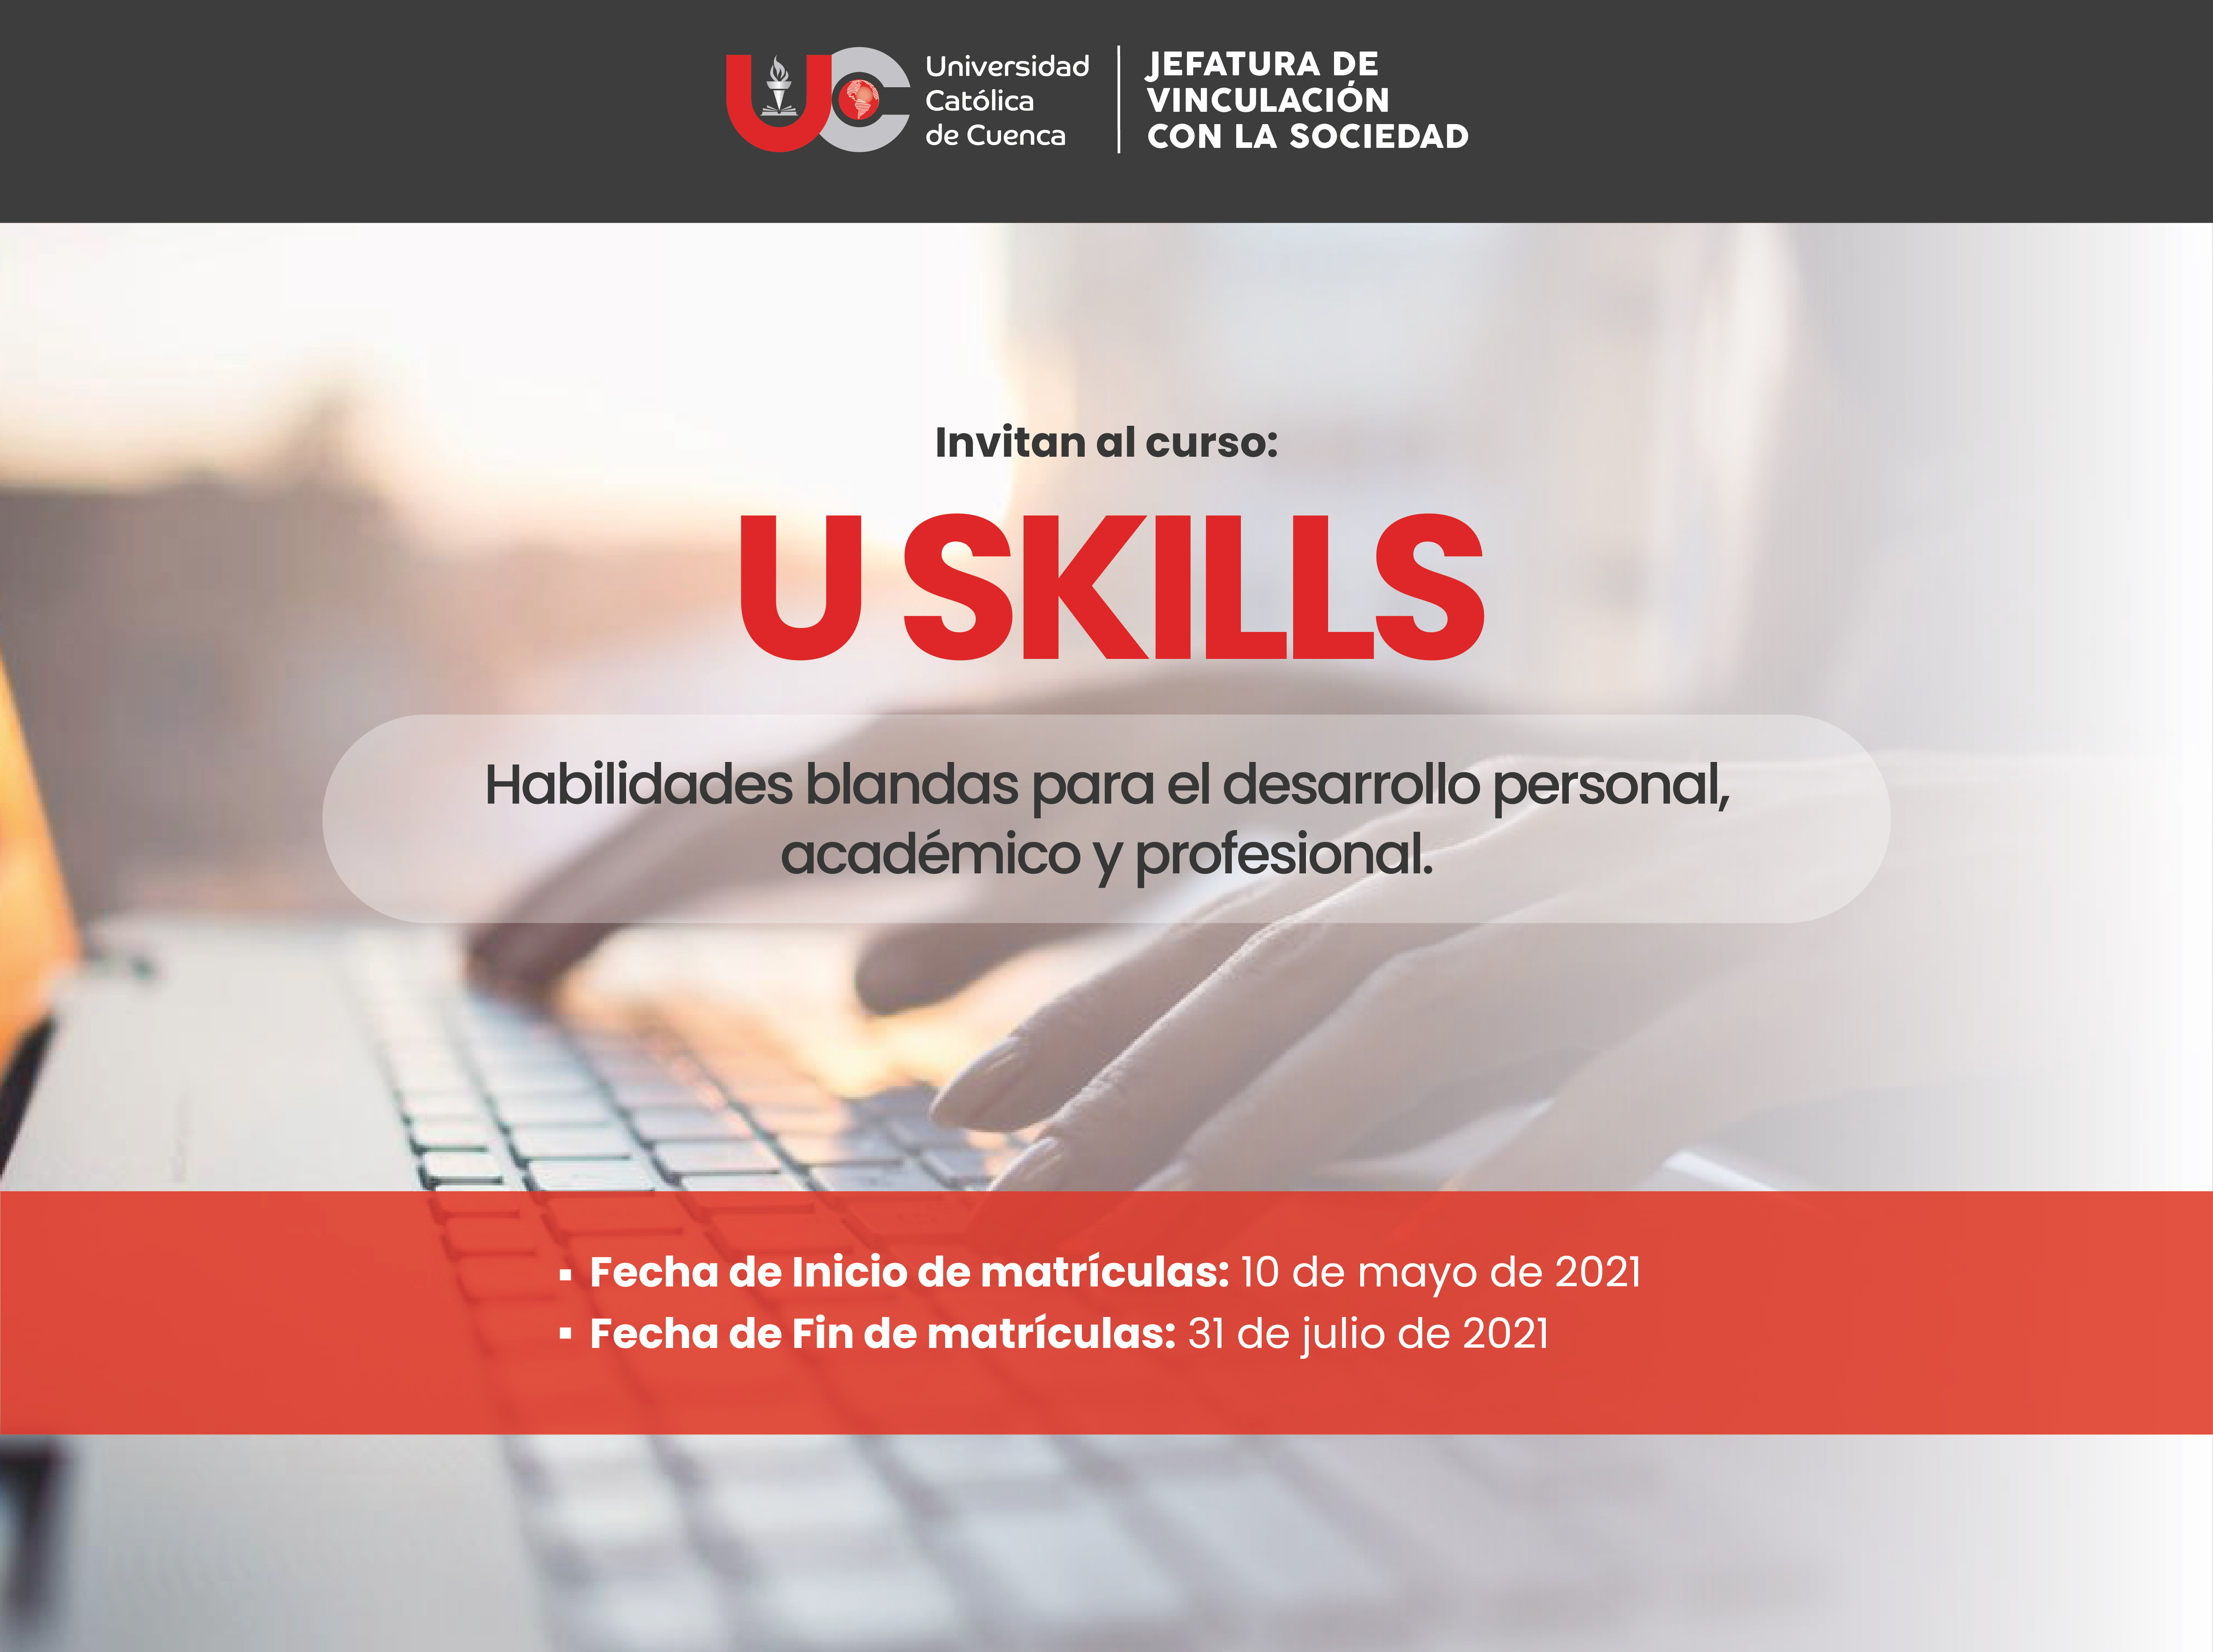 UC
Universidad
Católica
de Cuenca
JEFATURA DE
VINCULACIÓN
CON LA SOCIEDAD
Invitan al curso:
U SKILLS
Habilidades blandas para el desarrollo personal,
académico y profesional.
▪ Fecha de Inicio de matrículas: 10 de mayo de 2021
▪ Fecha de Fin de matrículas: 31 de julio de 2021